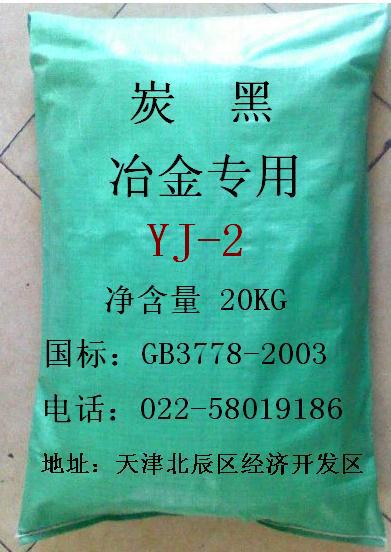 炭 黑
冶金专用
YJ-2
净含量 20KG
国标：GB3778-2003
电话：022-58019186
地址：天津北辰区经济开发区